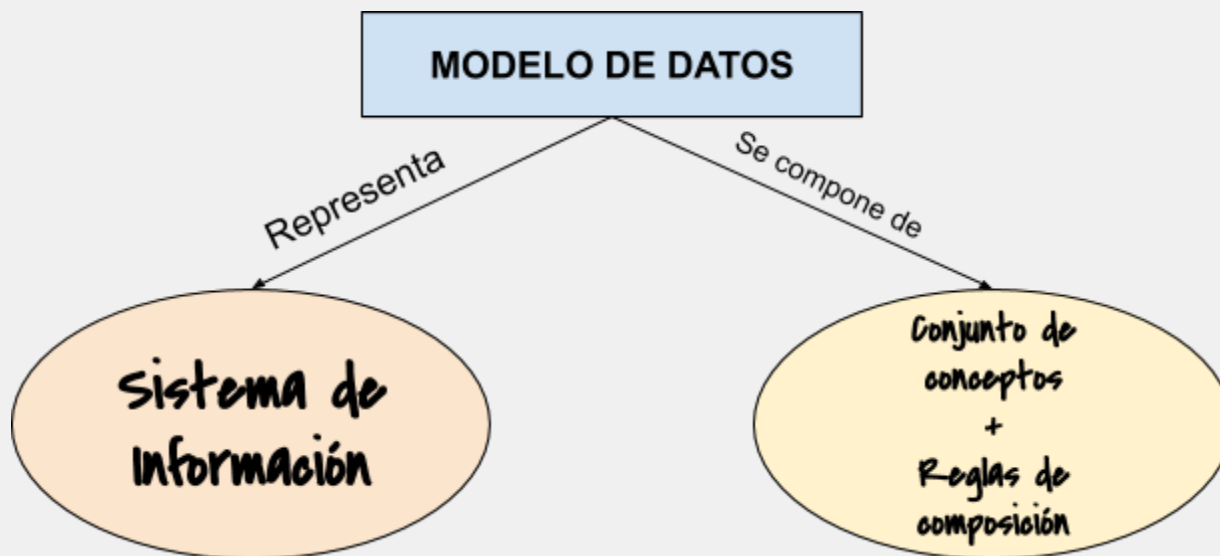 MODELO DE DATOS
Representa
Se compone de
Sistema de
Información
Conjunto de
conceptos
+
Reglas de
composición